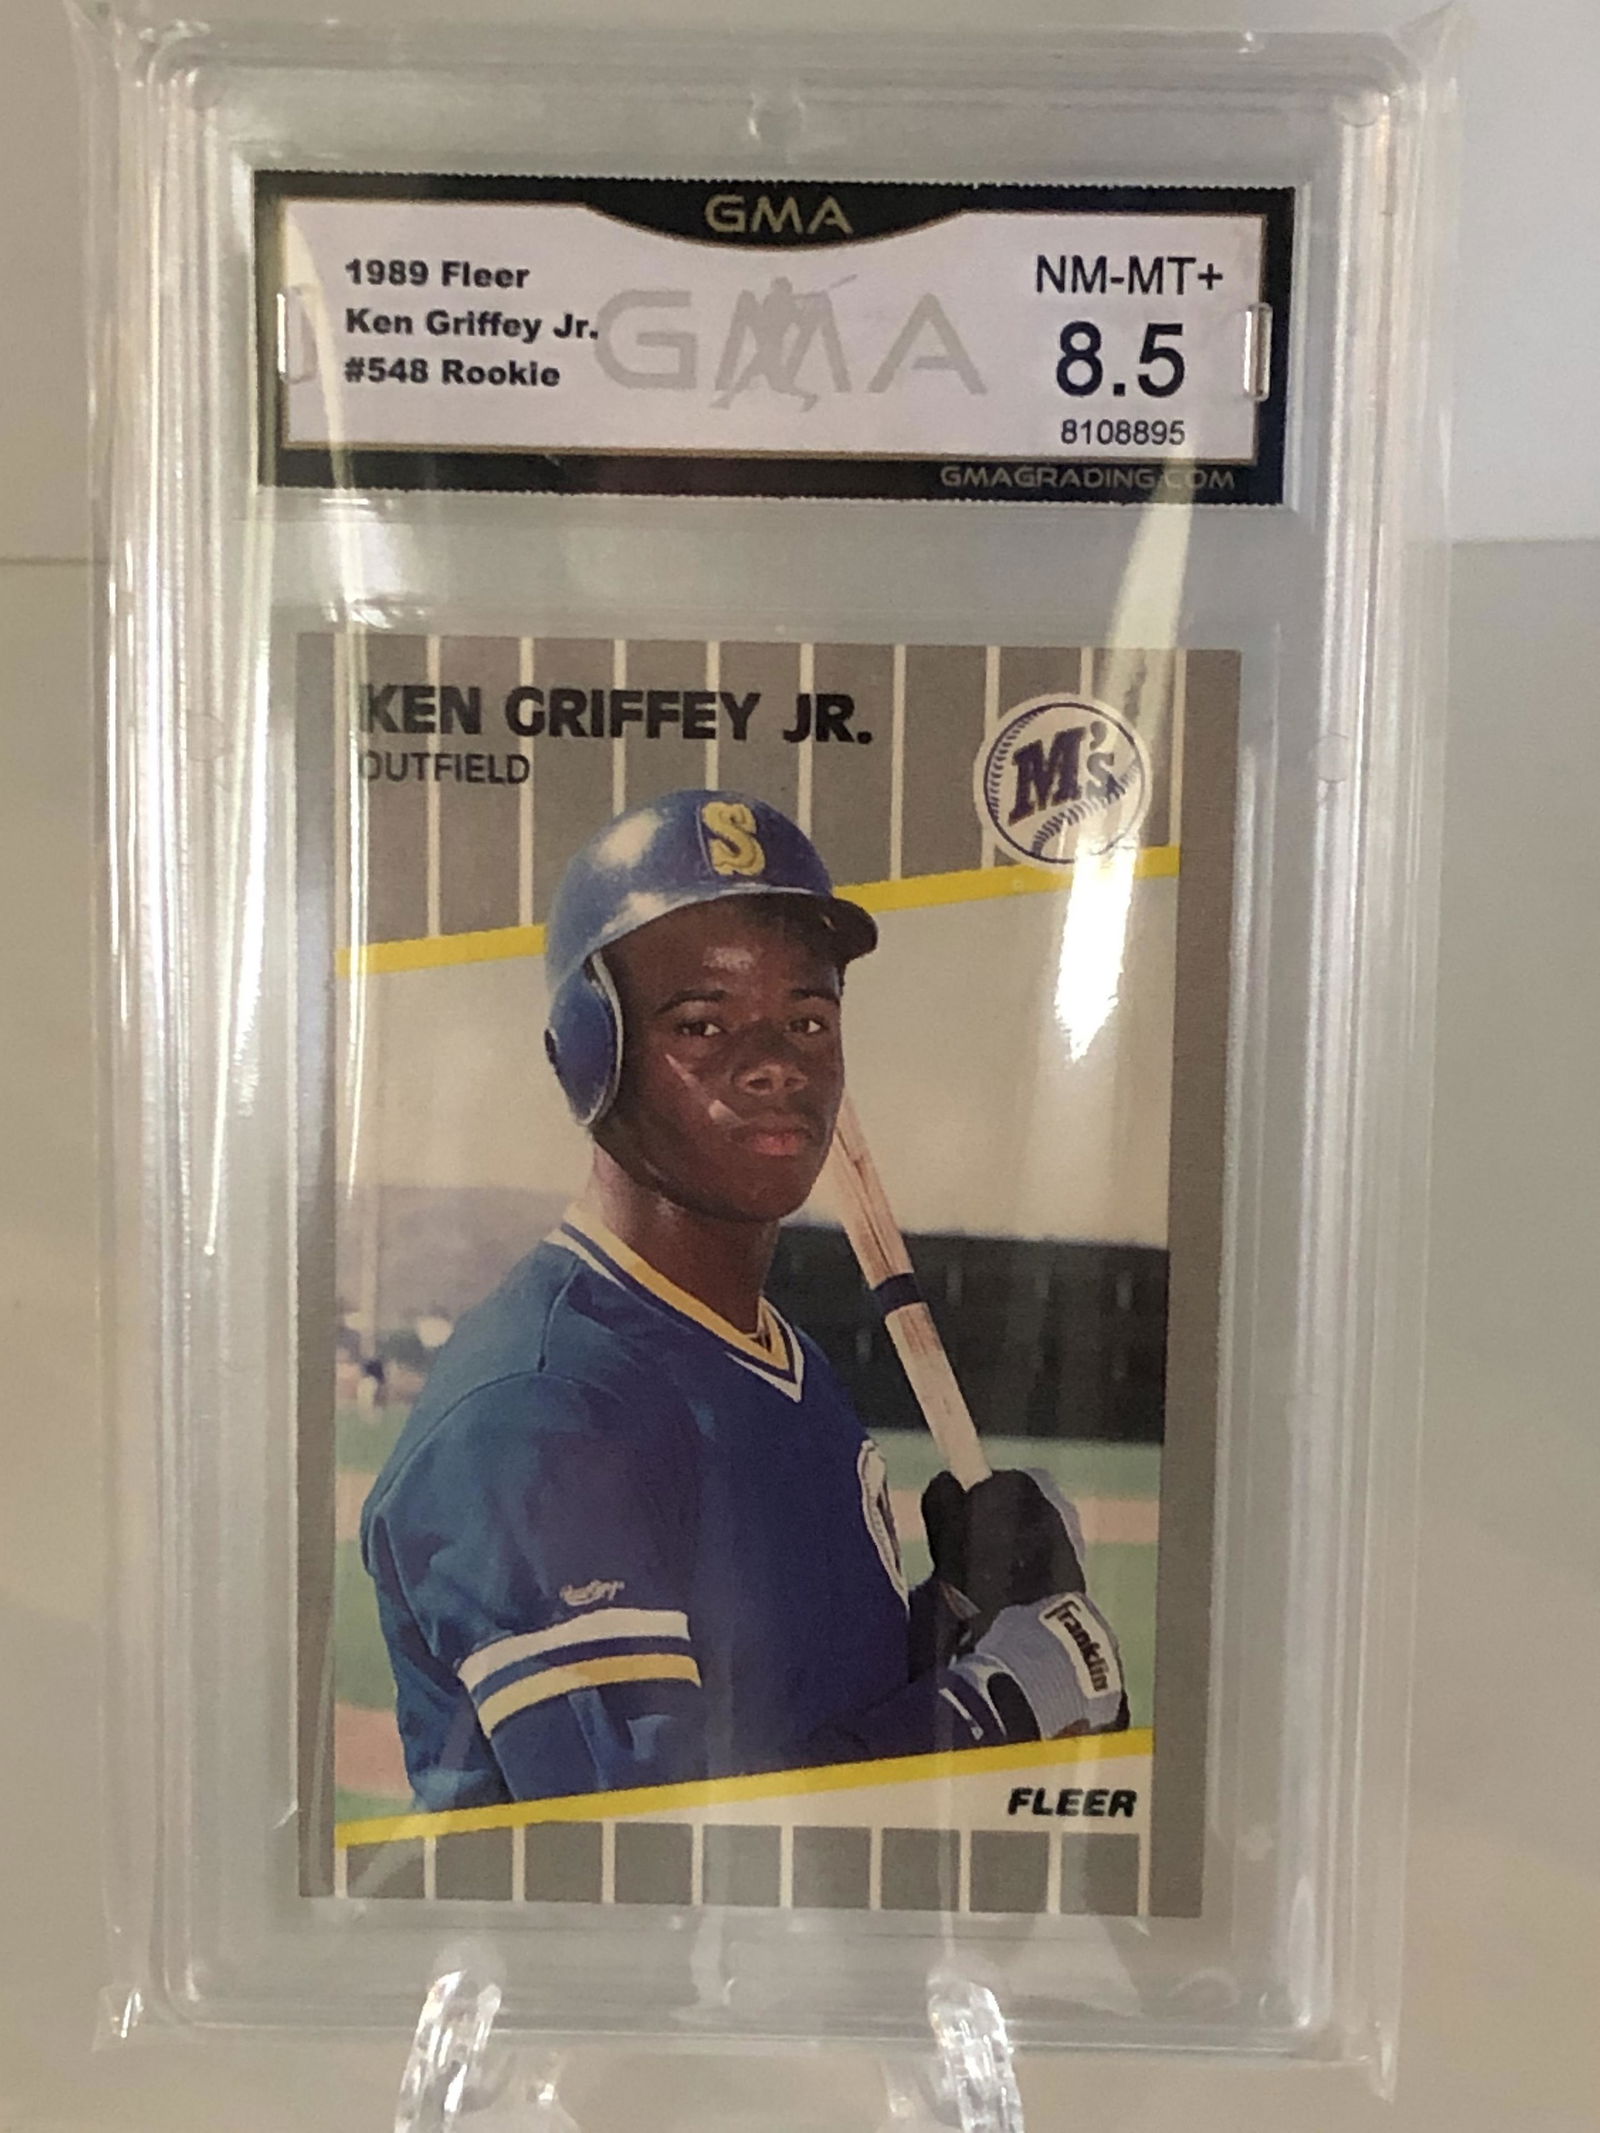 GMA
1989 Fleer
Ken Griffey Jr.
#548 Rookie
GMA
NM-MT+
8.5
8108895
GMAGRADING.COM
KEN GRIFFEY JR.
OUTFIELD
M's
S
Rawlings
Franklin
FLEER